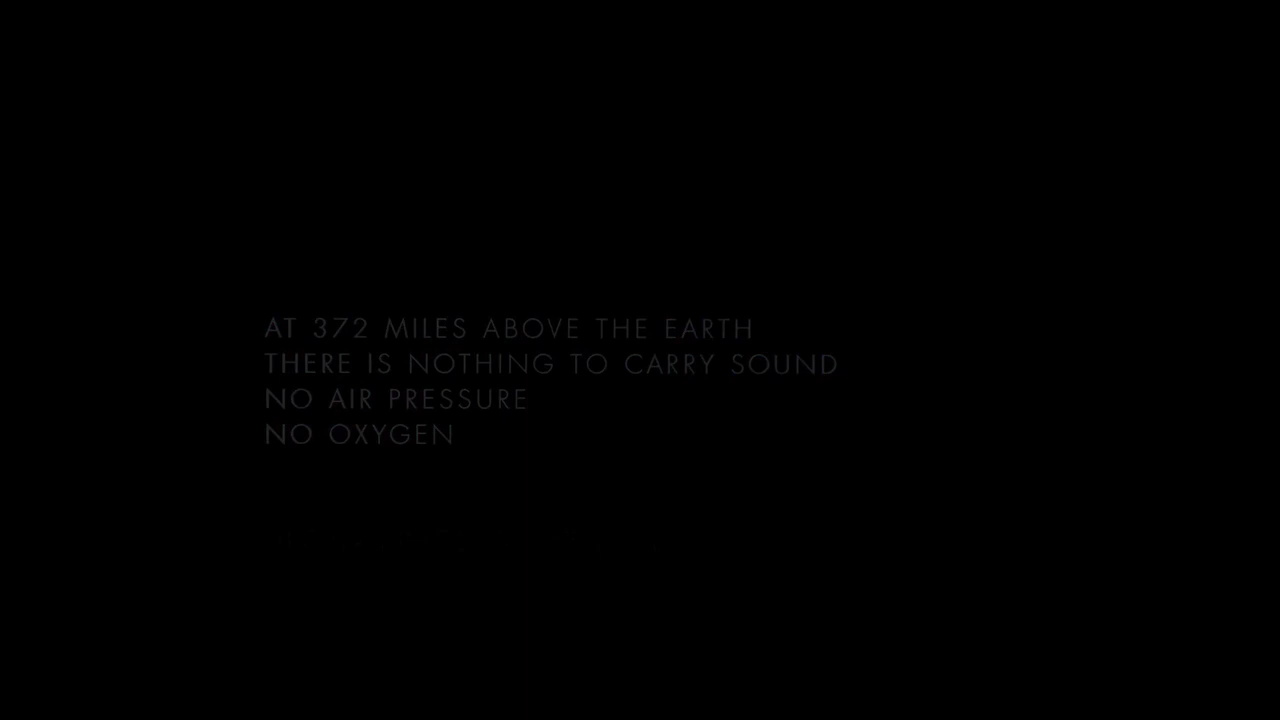 AT 372 MILES ABOVE THE EARTH
THERE IS NOTHING TO CARRY SOUND
NO AIR PRESSURE
NO OXYGEN